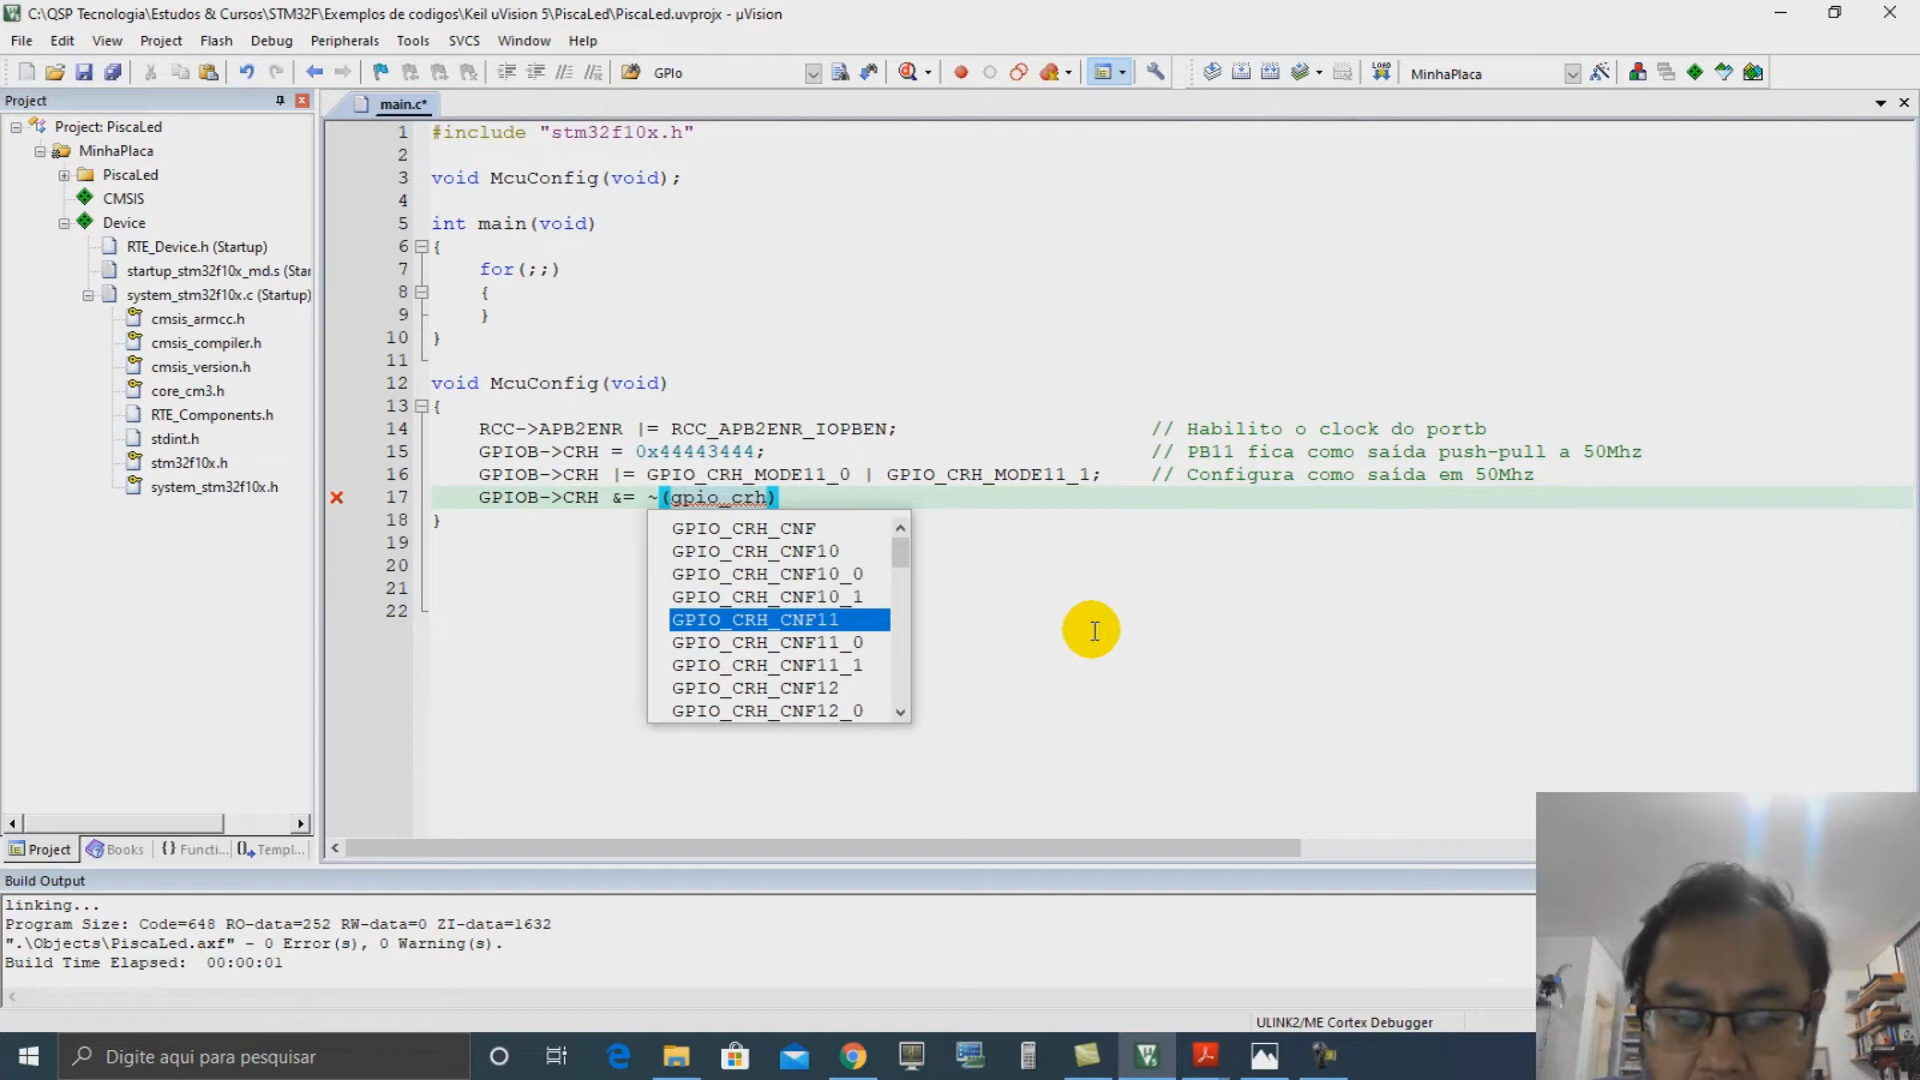 C:\QSP Tecnologia\Estudos & Cursos\STM32F\Exemplos de codigos\Keil uVision 5\PiscaLed\PiscaLed.uvprojx - µVision
File Edit View Project Flash Debug Peripherals Tools SVCS Window Help
GPIo
LOAD
MinhaPlaca
Project
Project: PiscaLed
MinhaPlaca
PiscaLed
CMSIS
Device
RTE_Device.h (Startup)
startup_stm32f10x_md.s (Star
system_stm32f10x.c (Startup)
cmsis_armcc.h
cmsis_compiler.h
cmsis_version.h
core_cm3.h
RTE_Components.h
stdint.h
stm32f10x.h
system_stm32f10x.h
Project Books {} Functi... Templ...
main.c*
1 #include "stm32f10x.h"
2
3 void McuConfig(void);
4
5 int main(void)
6 {
7 for(;;)
8 {
9 }
10 }
11
12 void McuConfig(void)
13 {
14 RCC->APB2ENR |= RCC_APB2ENR_IOPBEN; // Habilito o clock do portb
15 GPIOB->CRH = 0x44443444; // PB11 fica como saída push-pull a 50Mhz
16 GPIOB->CRH |= GPIO_CRH_MODE11_0 | GPIO_CRH_MODE11_1; // Configura como saída em 50Mhz
17 GPIOB->CRH &= ~(gpio_crh)
18 }
19
20
21
22
GPIO_CRH_CNF
GPIO_CRH_CNF10
GPIO_CRH_CNF10_0
GPIO_CRH_CNF10_1
GPIO_CRH_CNF11
GPIO_CRH_CNF11_0
GPIO_CRH_CNF11_1
GPIO_CRH_CNF12
GPIO_CRH_CNF12_0
Build Output
linking...
Program Size: Code=648 RO-data=252 RW-data=0 ZI-data=1632
".\Objects\PiscaLed.axf" - 0 Error(s), 0 Warning(s).
Build Time Elapsed: 00:00:01
ULINK2/ME Cortex Debugger
Digite aqui para pesquisar